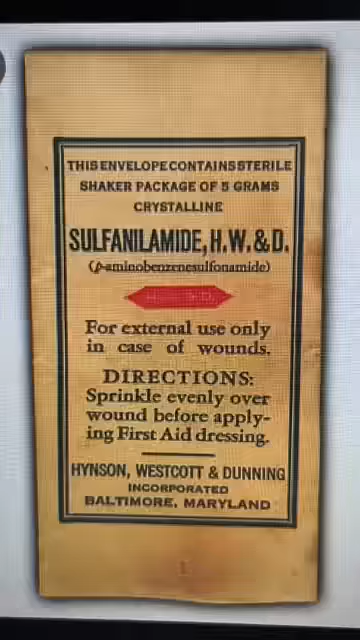 THIS ENVELOPE CONTAINS STERILE
SHAKER PACKAGE OF 5 GRAMS
CRYSTALLINE
SULFANILAMIDE, H.W.&D.
(p-aminobenzenesulfonamide)
For external use only
in case of wounds.
DIRECTIONS:
Sprinkle evenly over
wound before apply-
ing First Aid dressing.
HYNSON, WESTCOTT & DUNNING
INCORPORATED
BALTIMORE, MARYLAND